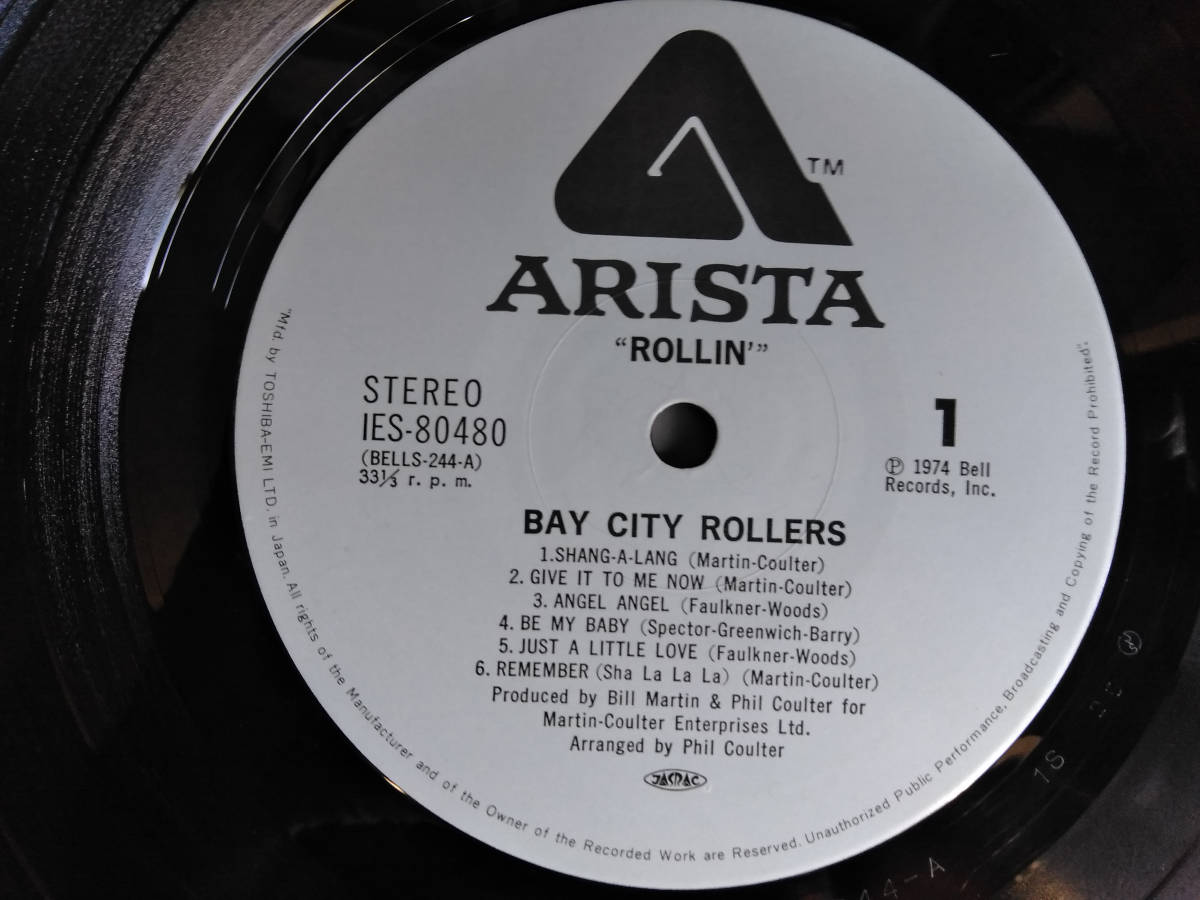 TM
ARISTA
“ROLLIN’”
STEREO
IES-80480
(BELLS-244-A)
33⅓ r. p. m.
1
Ⓟ 1974 Bell
Records, Inc.
BAY CITY ROLLERS
1.SHANG-A-LANG (Martin-Coulter)
2. GIVE IT TO ME NOW (Martin-Coulter)
3. ANGEL ANGEL (Faulkner-Woods)
4. BE MY BABY (Spector-Greenwich-Barry)
5. JUST A LITTLE LOVE (Faulkner-Woods)
6. REMEMBER (Sha La La La) (Martin-Coulter)
Produced by Bill Martin & Phil Coulter for
Martin-Coulter Enterprises Ltd.
Arranged by Phil Coulter
JASRAC
"Mfd. by TOSHIBA-EMI LTD. in Japan. All rights of the Manufacturer and of the Owner of the Recorded Work are Reserved. Unauthorized Public Performance, Broadcasting and Copying of the Record Prohibited".
1S
44-A